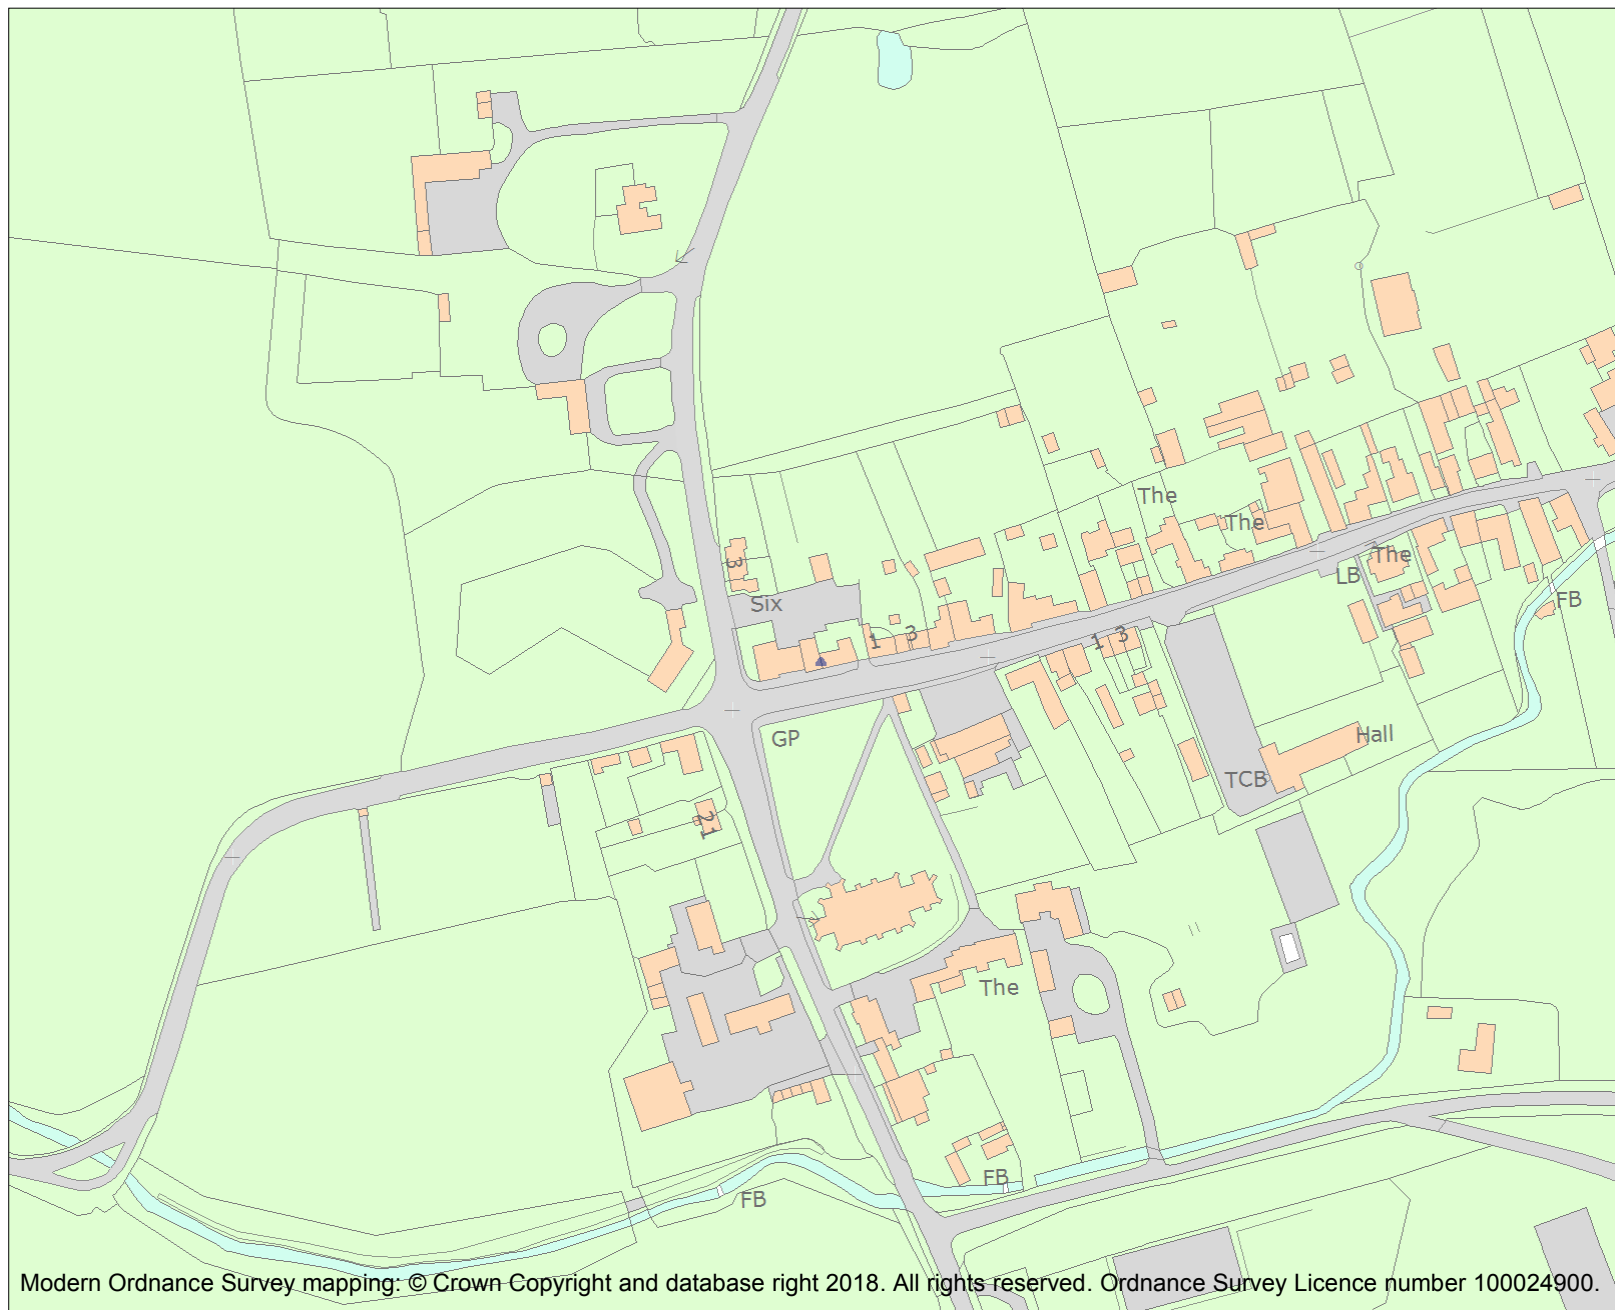 The
The
3
The
LB
Six
FB
1
3
1
3
GP
Hall
TCB
21
The
FB
FB
Modern Ordnance Survey mapping: © Crown Copyright and database right 2018. All rights reserved. Ordnance Survey Licence number 100024900.